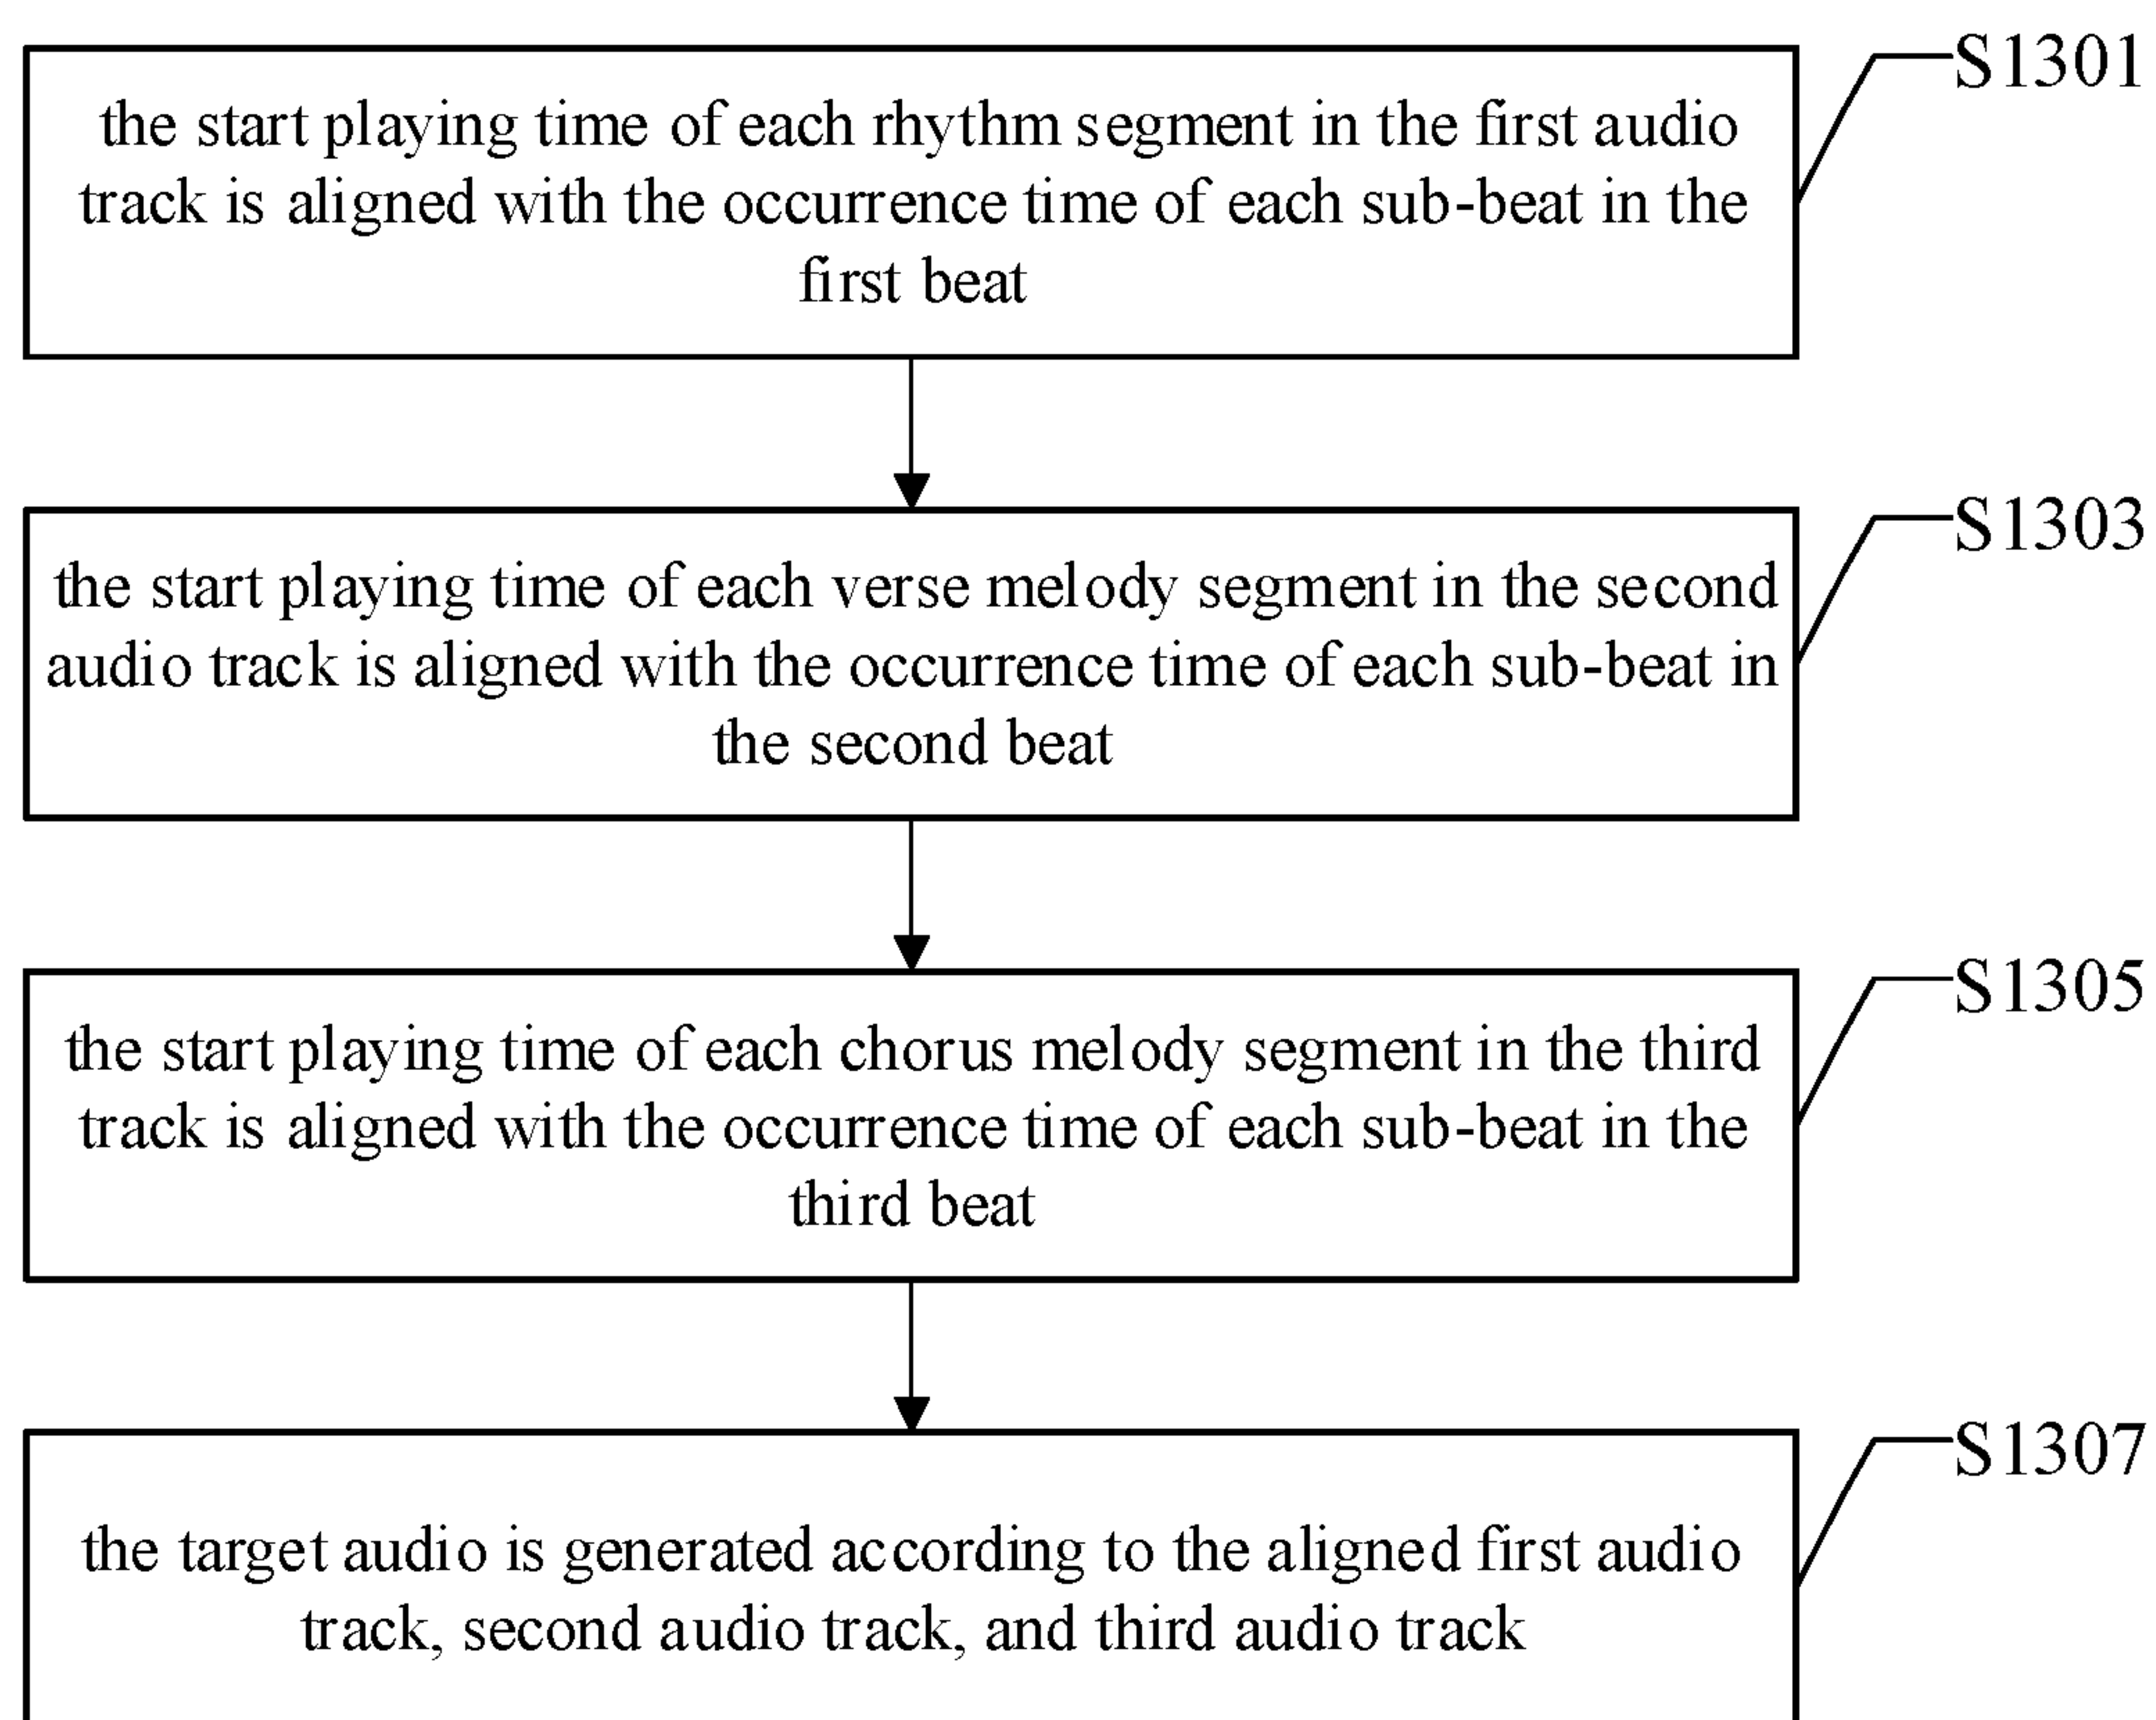 S1301
the start playing time of each rhythm segment in the first audio
track is aligned with the occurrence time of each sub-beat in the
first beat
S1303
the start playing time of each verse melody segment in the second
audio track is aligned with the occurrence time of each sub-beat in
the second beat
S1305
the start playing time of each chorus melody segment in the third
track is aligned with the occurrence time of each sub-beat in the
third beat
S1307
the target audio is generated according to the aligned first audio
track, second audio track, and third audio track